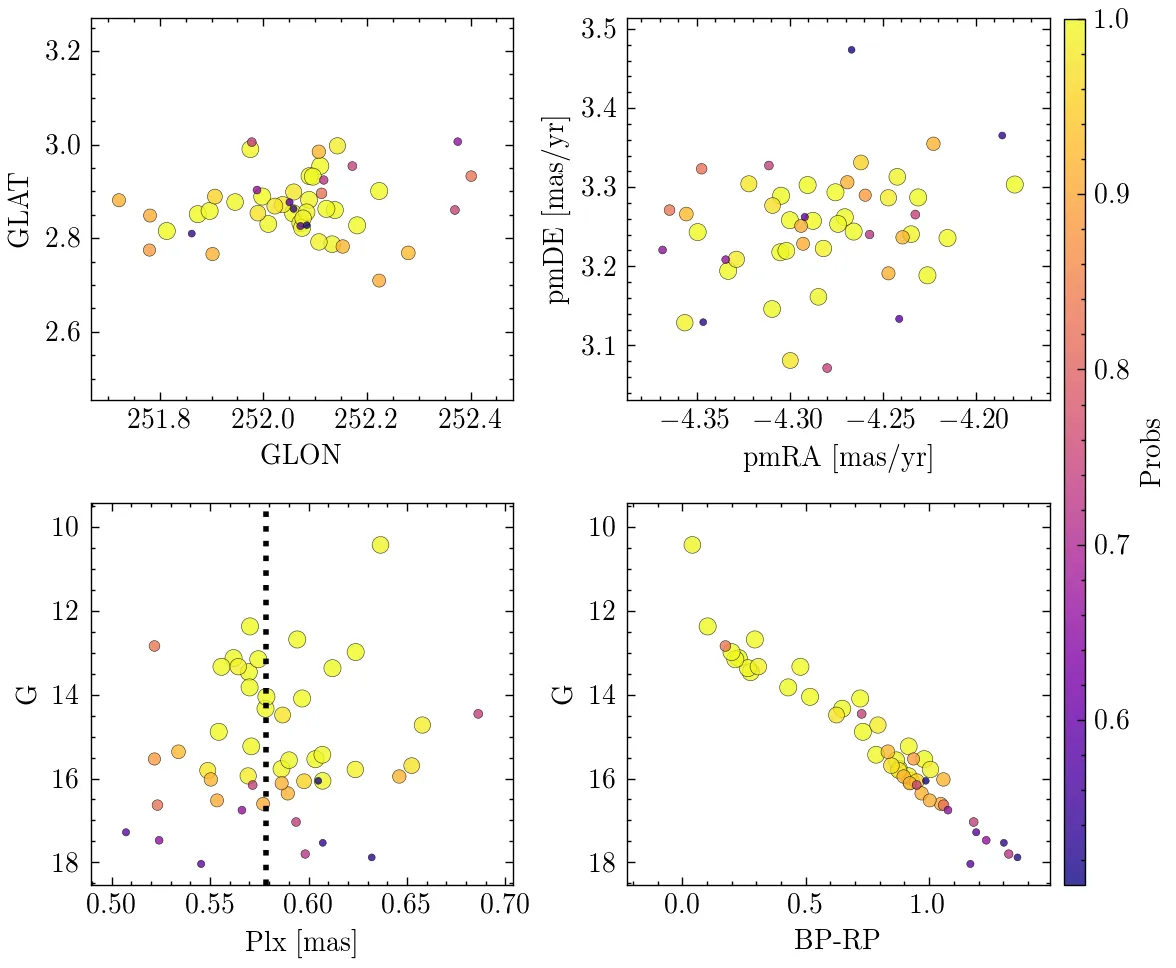 3.2
3.0
2.8
2.6
GLAT
251.8 252.0 252.2 252.4
GLON
3.5
3.4
3.3
3.2
3.1
pmDE [mas/yr]
−4.35 −4.30 −4.25 −4.20
pmRA [mas/yr]
10
12
14
16
18
G
0.50 0.55 0.60 0.65 0.70
Plx [mas]
10
12
14
16
18
G
0.0 0.5 1.0
BP-RP
1.0
0.9
0.8
0.7
0.6
Probs